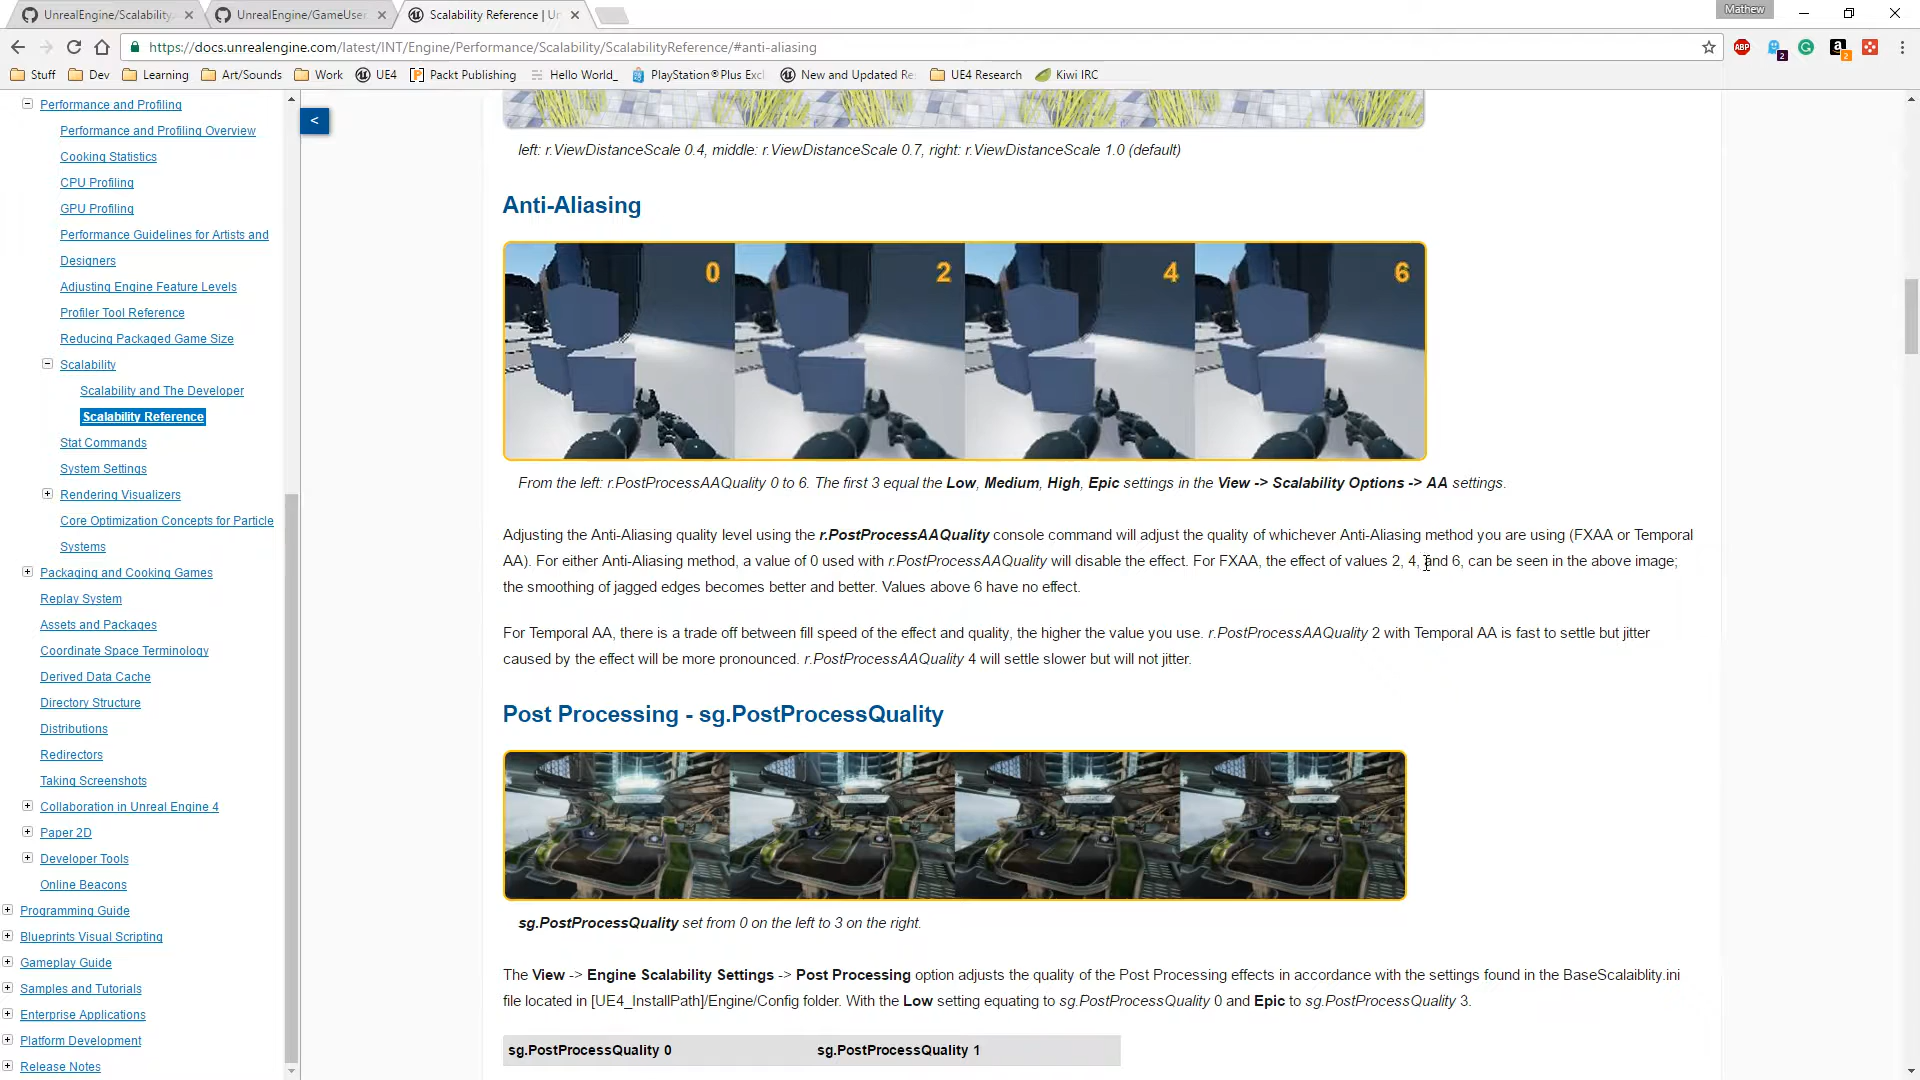 UnrealEngine/Scalability
UnrealEngine/GameUser
Scalability Reference | Un
Mathew
https://docs.unrealengine.com/latest/INT/Engine/Performance/Scalability/ScalabilityReference/#anti-aliasing
ABP
2
2
Stuff
Dev
Learning
Art/Sounds
Work
UE4
Packt Publishing
Hello World_
PlayStation®Plus Excl
New and Updated Re
UE4 Research
Kiwi IRC
Performance and Profiling
Performance and Profiling Overview
Cooking Statistics
CPU Profiling
GPU Profiling
Performance Guidelines for Artists and
Designers
Adjusting Engine Feature Levels
Profiler Tool Reference
Reducing Packaged Game Size
Scalability
Scalability and The Developer
Scalability Reference
Stat Commands
System Settings
Rendering Visualizers
Core Optimization Concepts for Particle
Systems
Packaging and Cooking Games
Replay System
Assets and Packages
Coordinate Space Terminology
Derived Data Cache
Directory Structure
Distributions
Redirectors
Taking Screenshots
Collaboration in Unreal Engine 4
Paper 2D
Developer Tools
Online Beacons
Programming Guide
Blueprints Visual Scripting
Gameplay Guide
Samples and Tutorials
Enterprise Applications
Platform Development
Release Notes
<
left: r.ViewDistanceScale 0.4, middle: r.ViewDistanceScale 0.7, right: r.ViewDistanceScale 1.0 (default)
Anti-Aliasing
0 2 4 6
From the left: r.PostProcessAAQuality 0 to 6. The first 3 equal the Low, Medium, High, Epic settings in the View -> Scalability Options -> AA settings.
Adjusting the Anti-Aliasing quality level using the r.PostProcessAAQuality console command will adjust the quality of whichever Anti-Aliasing method you are using (FXAA or Temporal
AA). For either Anti-Aliasing method, a value of 0 used with r.PostProcessAAQuality will disable the effect. For FXAA, the effect of values 2, 4, and 6, can be seen in the above image;
the smoothing of jagged edges becomes better and better. Values above 6 have no effect.
For Temporal AA, there is a trade off between fill speed of the effect and quality, the higher the value you use. r.PostProcessAAQuality 2 with Temporal AA is fast to settle but jitter
caused by the effect will be more pronounced. r.PostProcessAAQuality 4 will settle slower but will not jitter.
Post Processing - sg.PostProcessQuality
sg.PostProcessQuality set from 0 on the left to 3 on the right.
The View -> Engine Scalability Settings -> Post Processing option adjusts the quality of the Post Processing effects in accordance with the settings found in the BaseScalaiblity.ini
file located in [UE4_InstallPath]/Engine/Config folder. With the Low setting equating to sg.PostProcessQuality 0 and Epic to sg.PostProcessQuality 3.
sg.PostProcessQuality 0
sg.PostProcessQuality 1